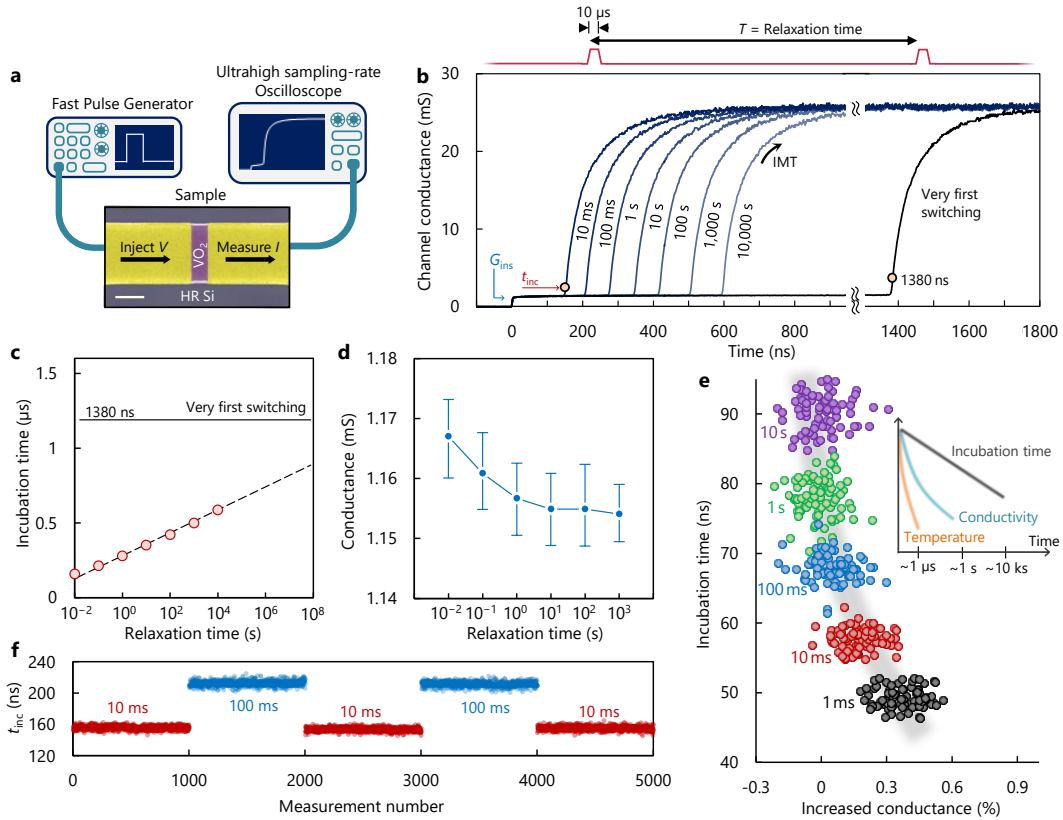 a
Fast Pulse Generator
Ultrahigh sampling-rate
Oscilloscope
Sample
Inject V
VO₂
Measure I
HR Si
b
10 µs
T = Relaxation time
Channel conductance (mS)
30
20
10
0
G_ins
t_inc
10 ms
100 ms
1 s
10 s
100 s
1,000 s
10,000 s
IMT
Very first
switching
1380 ns
0
200
400
600
800
1400
1600
1800
Time (ns)
c
Incubation time (µs)
1.5
1
0.5
0
1380 ns
Very first switching
10⁻²
10⁰
10²
10⁴
10⁶
10⁸
Relaxation time (s)
d
Conductance (mS)
1.18
1.17
1.16
1.15
1.14
10⁻²
10⁻¹
10⁰
10¹
10²
10³
Relaxation time (s)
e
Incubation time (ns)
90
80
70
60
50
40
10 s
1 s
100 ms
10 ms
1 ms
Incubation time
Conductivity
Temperature
Time
~1 µs
~1 s
~10 ks
-0.3
0
0.3
0.6
0.9
Increased conductance (%)
f
t_inc (ns)
240
200
160
120
10 ms
100 ms
10 ms
100 ms
10 ms
0
1000
2000
3000
4000
5000
Measurement number